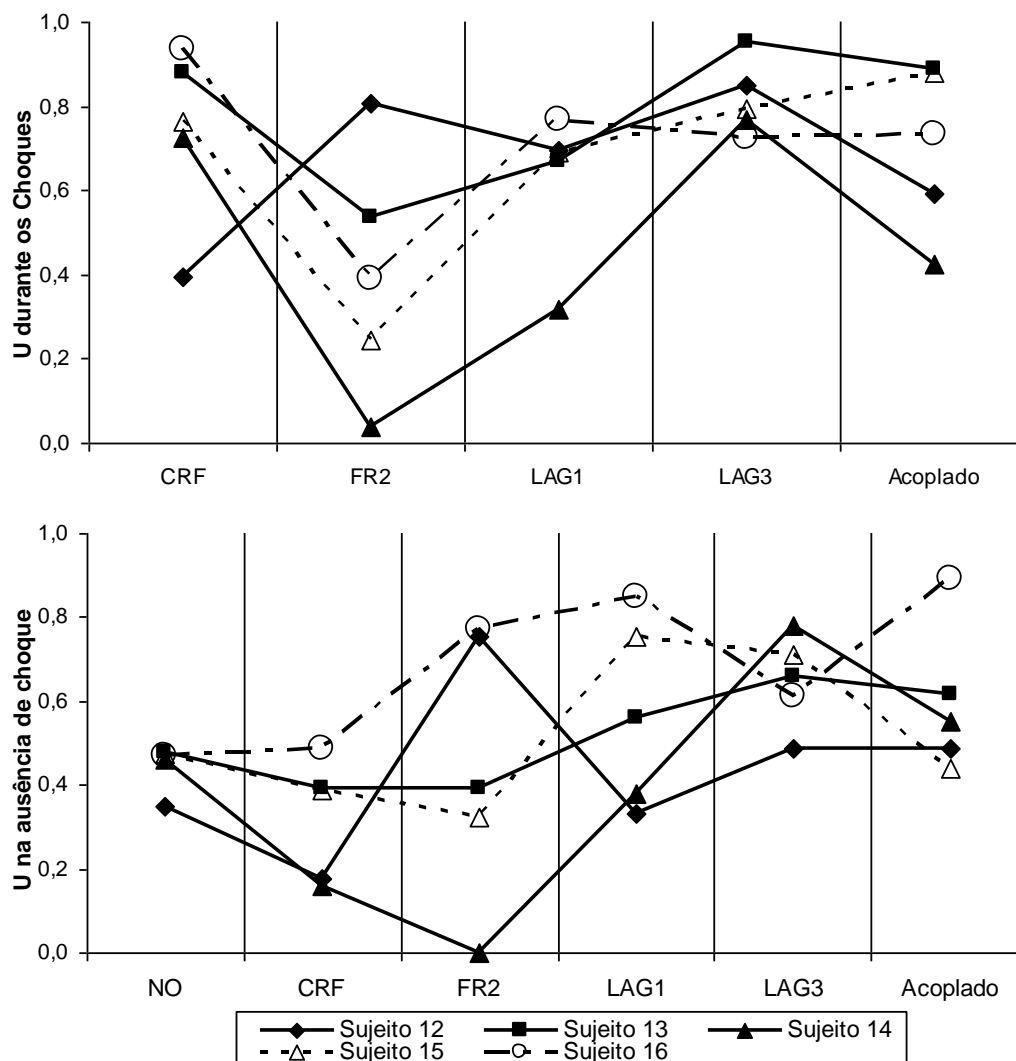 U durante os Choques
1,0
0,8
0,6
0,4
0,2
0,0
CRF FR2 LAG1 LAG3 Acoplado
U na ausência de choque
1,0
0,8
0,6
0,4
0,2
0,0
NO CRF FR2 LAG1 LAG3 Acoplado
Sujeito 12 Sujeito 13 Sujeito 14
Sujeito 15 Sujeito 16